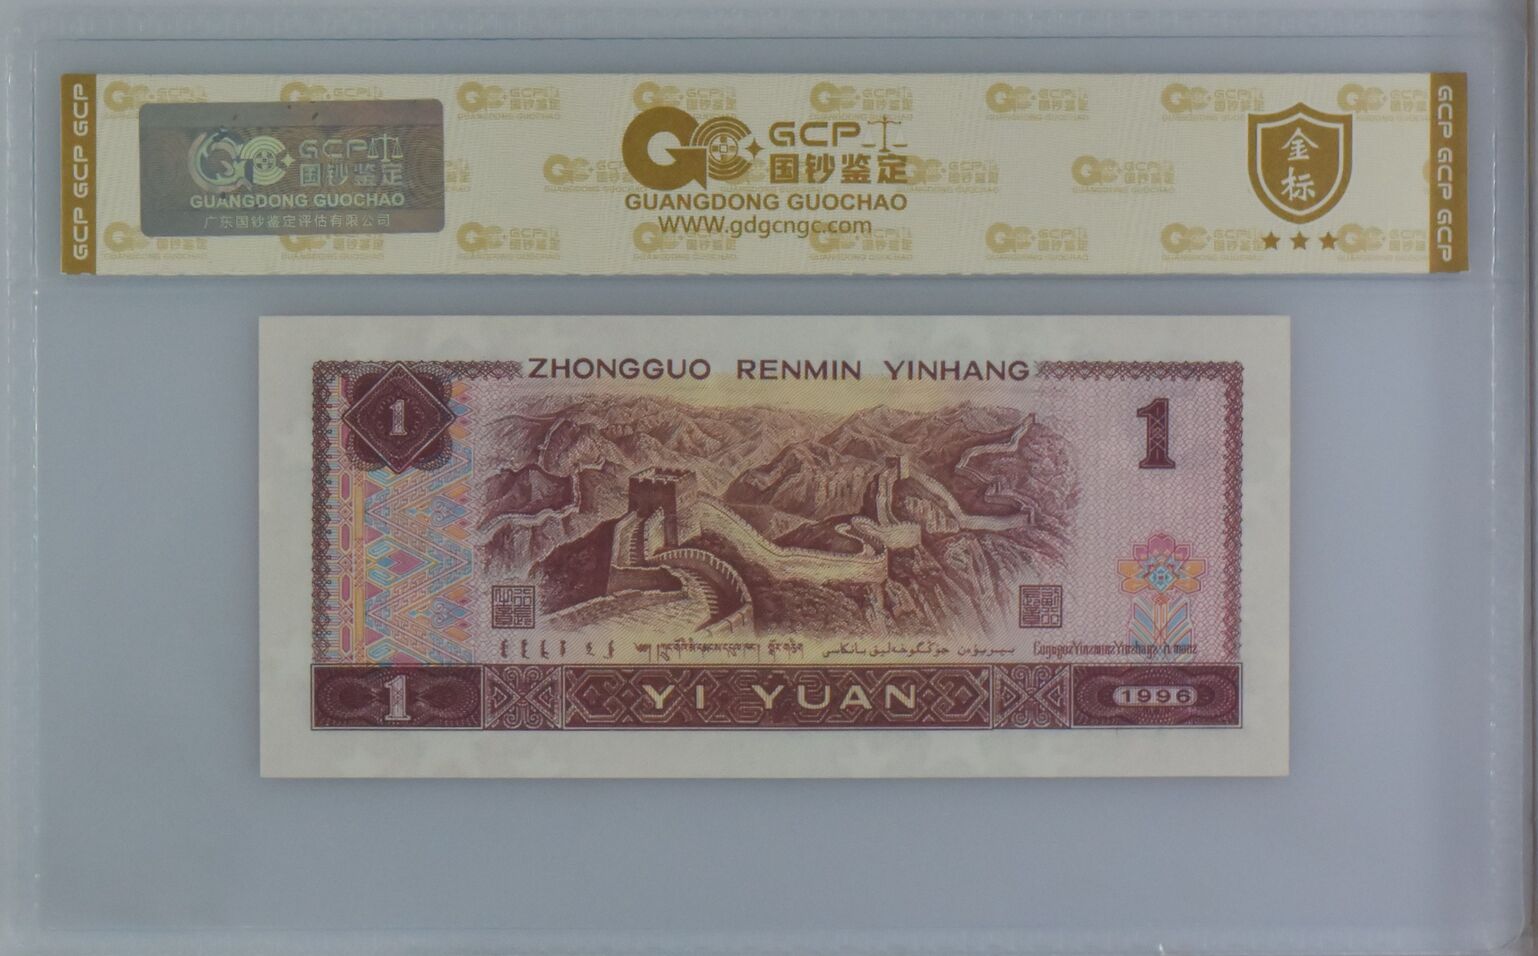 GCP GCP GCP
GCP 国钞鉴定
GUANGDONG GUOCHAO
广东国钞鉴定评估有限公司
GCP
国钞鉴定
GUANGDONG GUOCHAO
WWW.gdgcngc.com
金标
GCP GCP GCP
ZHONGGUO RENMIN YINHANG
1
1
1
YI YUAN
1996